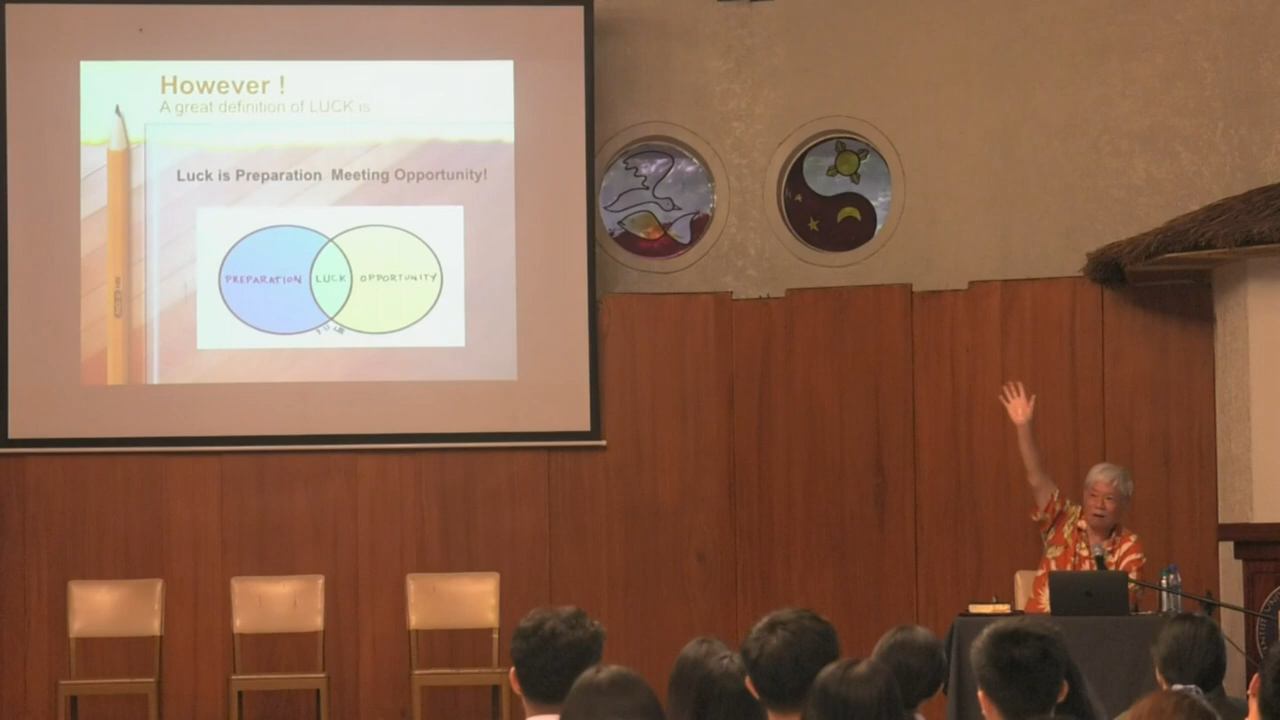 However !
A great definition of LUCK is
Luck is Preparation Meeting Opportunity!
PREPARATION LUCK OPPORTUNITY